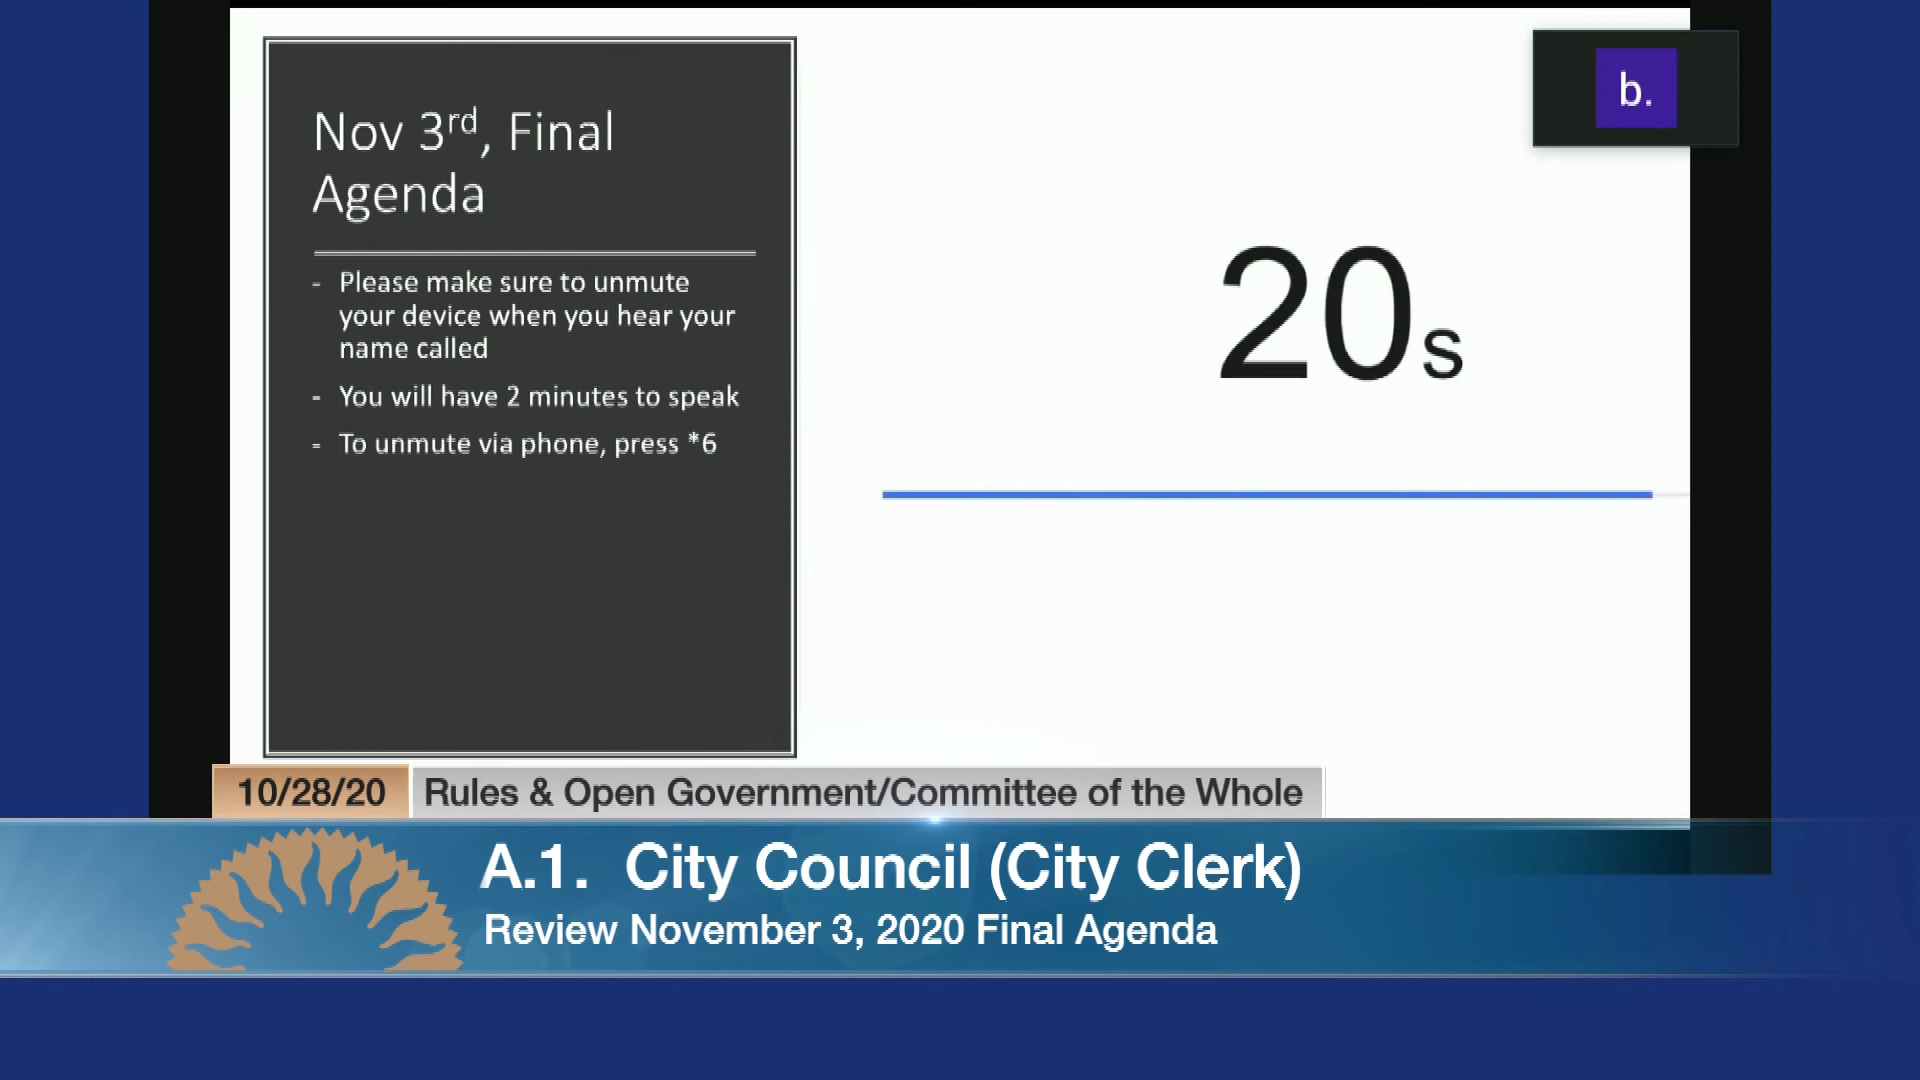 Nov 3rd, Final
Agenda
- Please make sure to unmute
your device when you hear your
name called
- You will have 2 minutes to speak
- To unmute via phone, press *6
b.
20s
10/28/20
Rules & Open Government/Committee of the Whole
A.1. City Council (City Clerk)
Review November 3, 2020 Final Agenda